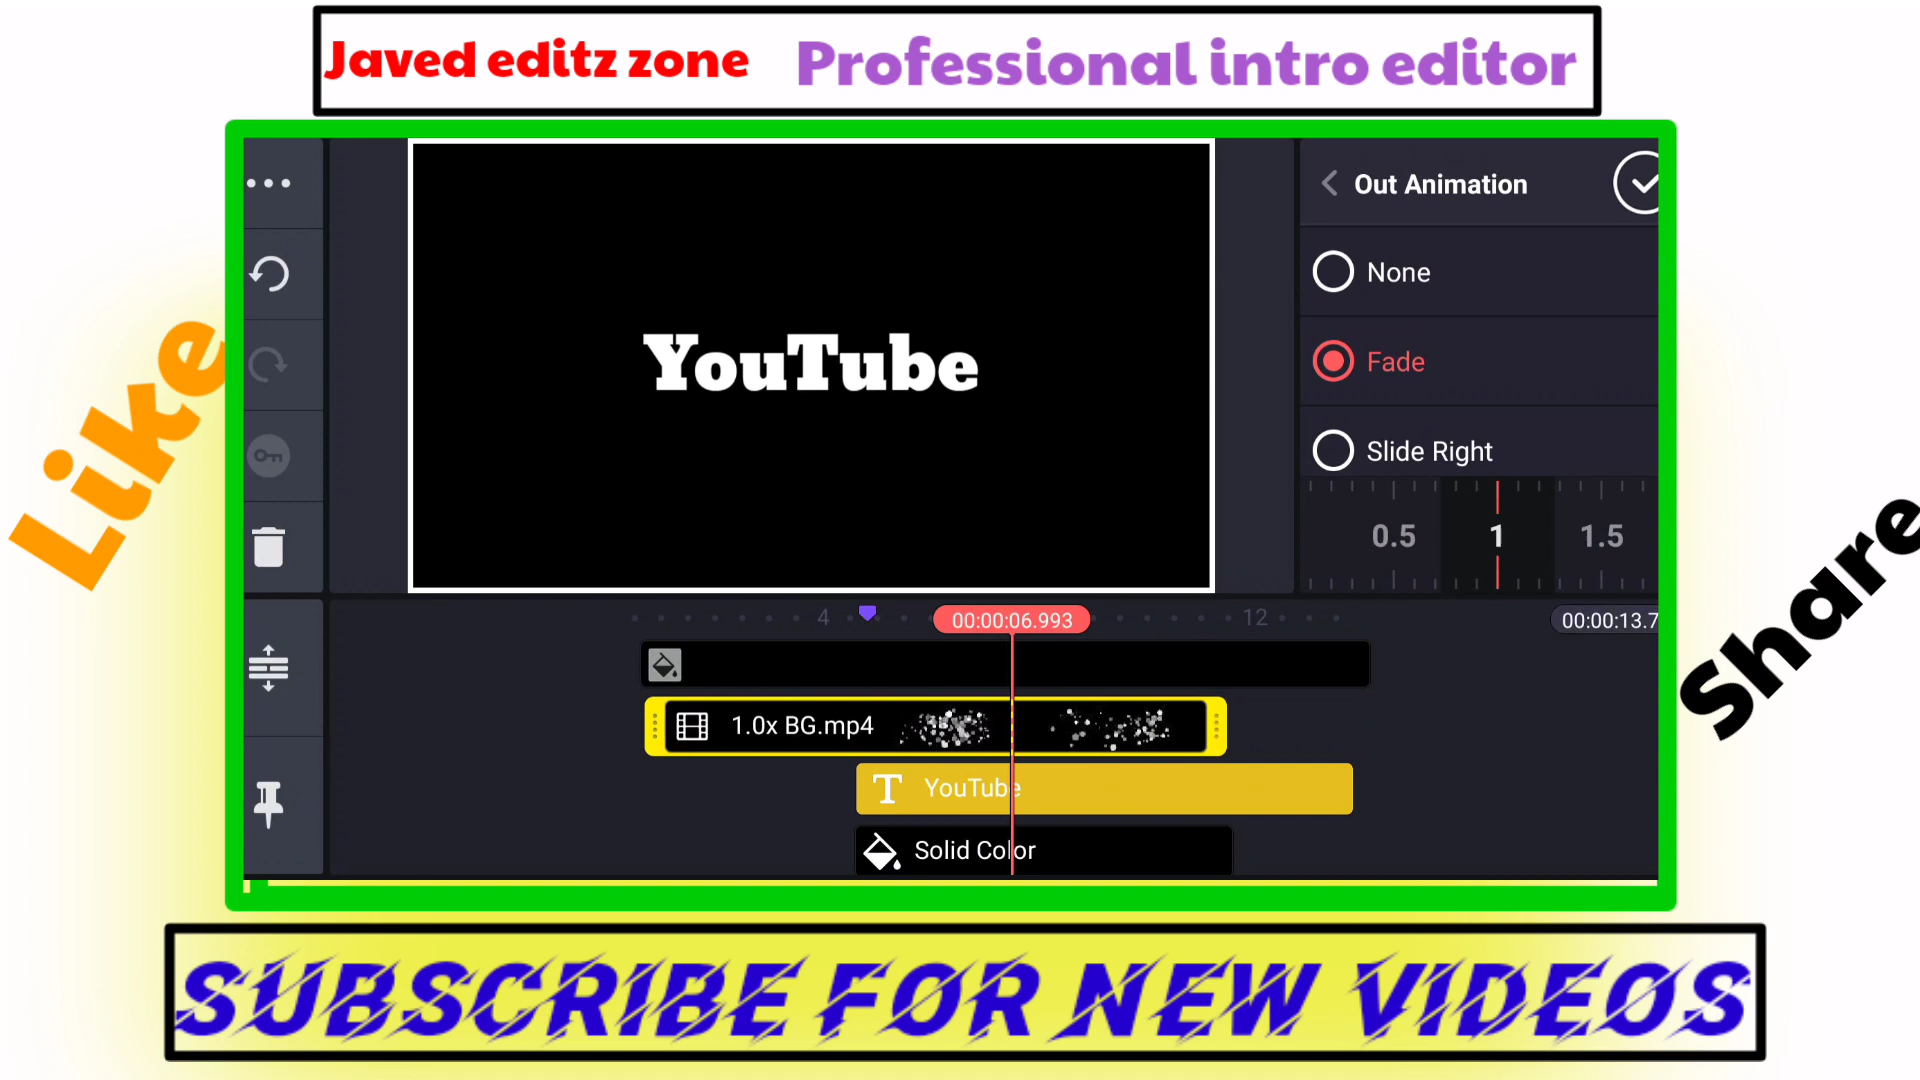 Javed editz zone Professional intro editor
Out Animation
None
Fade
Slide Right
0.5 1 1.5
YouTube
Like
Share
4 00:00:06.993 12 00:00:13.7
1.0x BG.mp4
YouTube
Solid Color
SUBSCRIBE FOR NEW VIDEOS